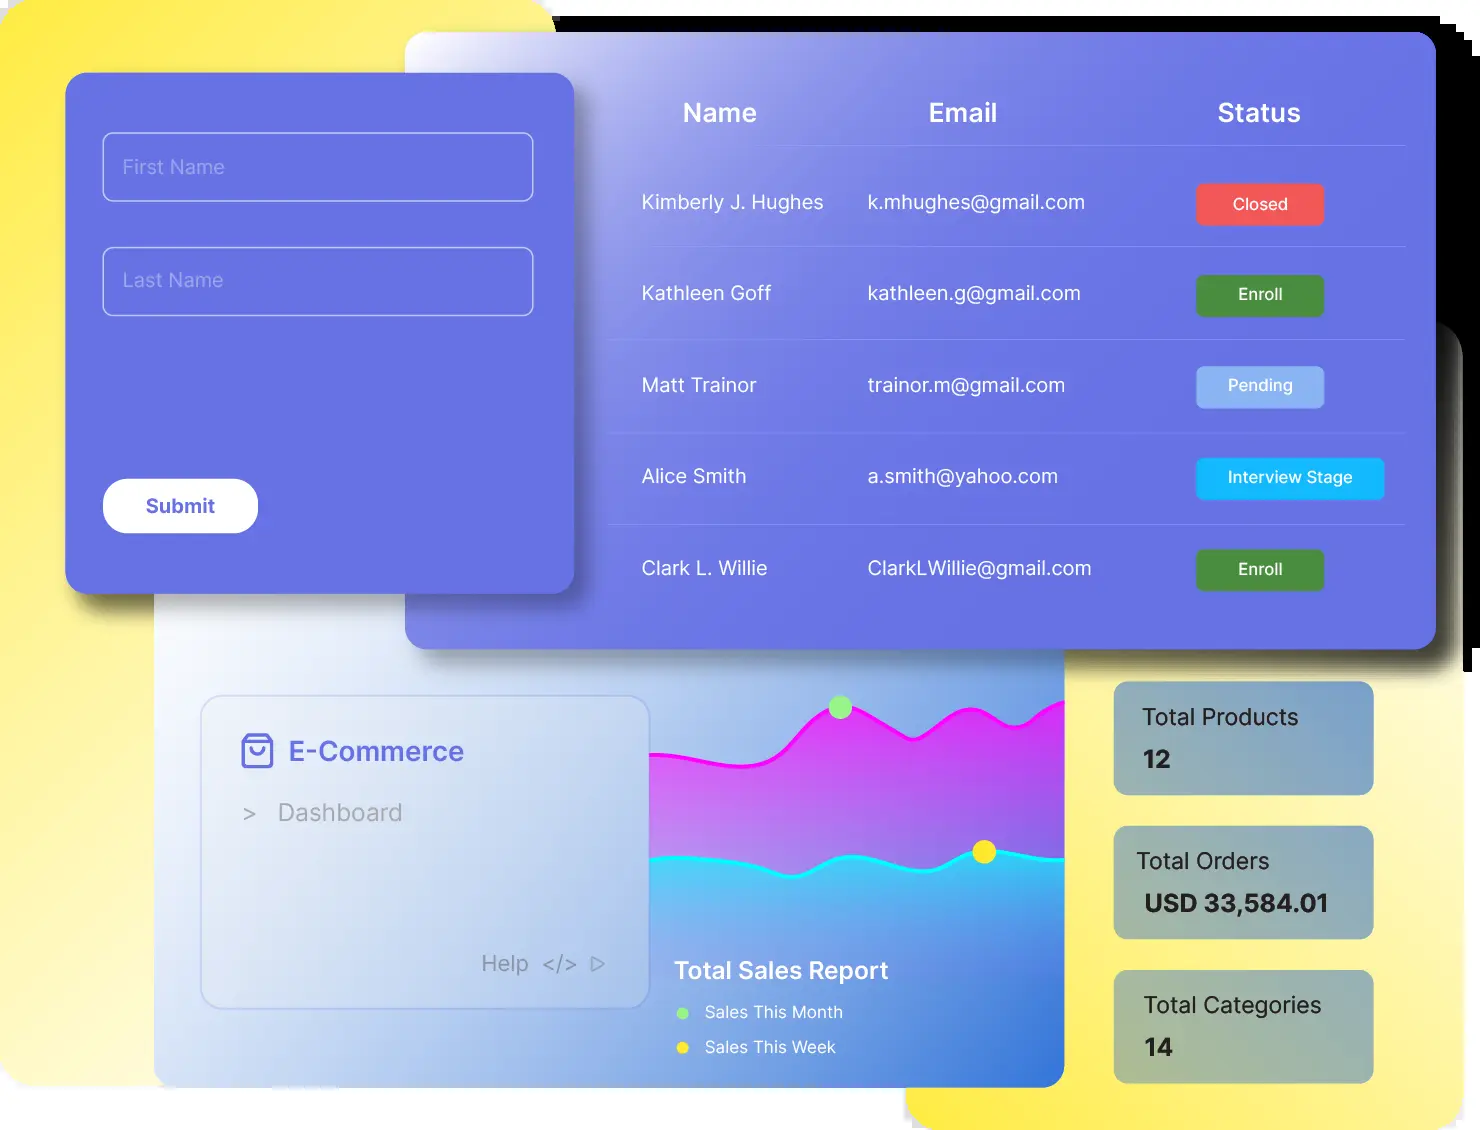 First Name
Last Name
Submit
Name Email Status
Kimberly J. Hughes k.mhughes@gmail.com Closed
Kathleen Goff kathleen.g@gmail.com Enroll
Matt Trainor trainor.m@gmail.com Pending
Alice Smith a.smith@yahoo.com Interview Stage
Clark L. Willie ClarkLWillie@gmail.com Enroll
E-Commerce
> Dashboard
Help </>
Total Sales Report
Sales This Month
Sales This Week
Total Products
12
Total Orders
USD 33,584.01
Total Categories
14